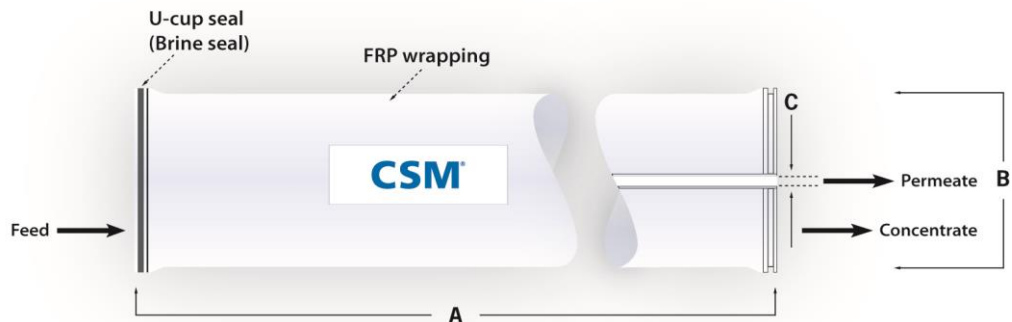 U-cup seal
(Brine seal)
FRP wrapping
C
CSM®
Permeate
B
Feed
Concentrate
A